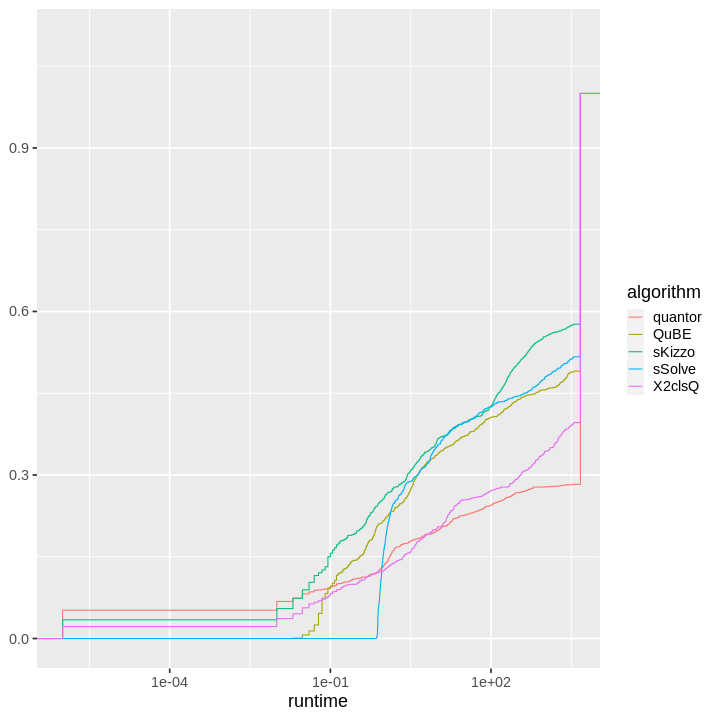 0.9
0.6
0.3
0.0
1e-04 1e-01 1e+02
runtime
algorithm
quantor
QuBE
sKizzo
sSolve
X2clsQ